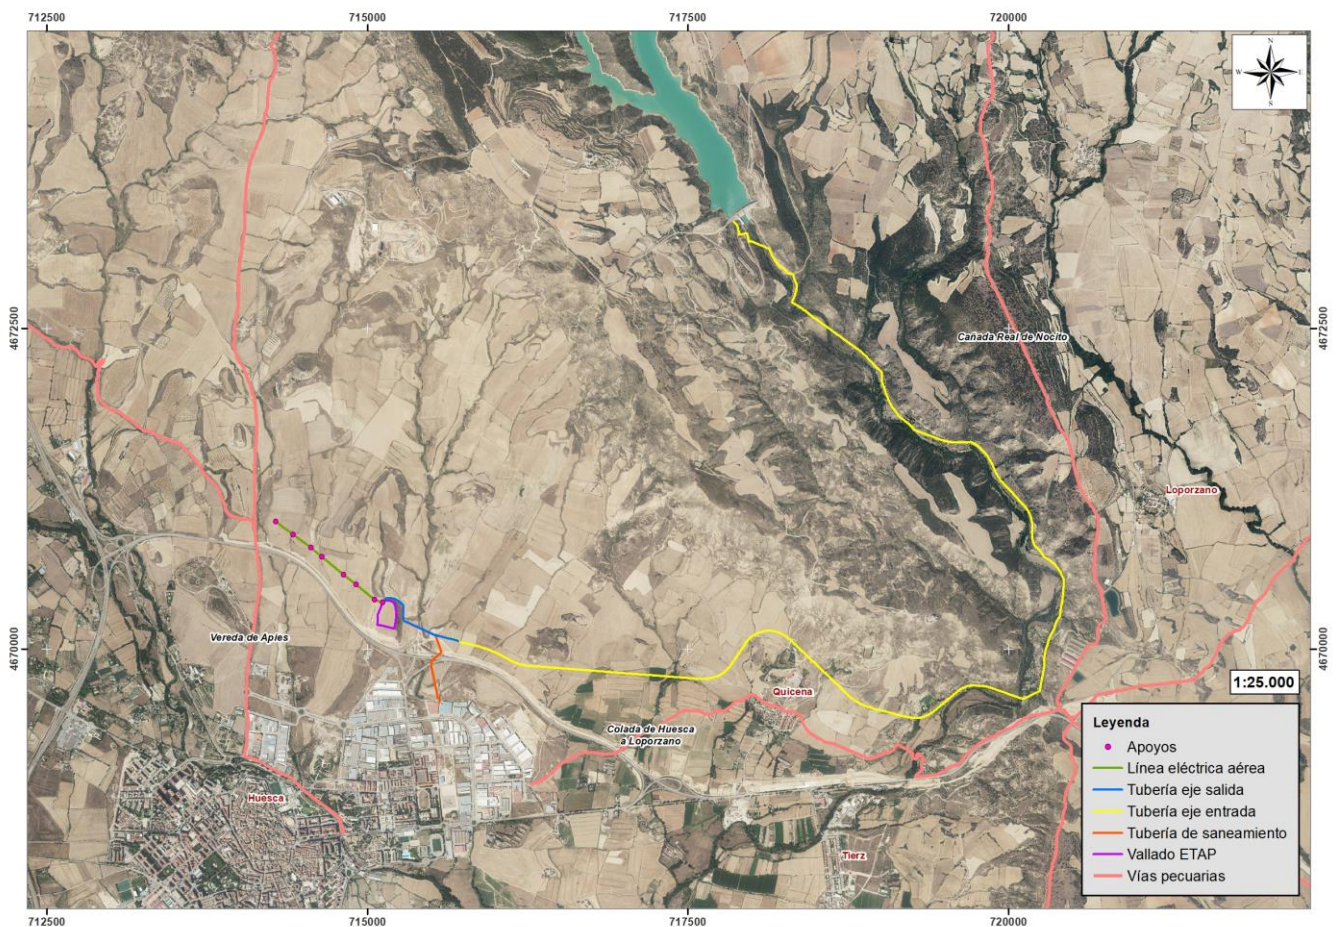 712500
715000
717500
720000
N
W
E
S
4672500
4672500
Cañada Real de Nocito
Loporzano
Vereda de Apies
4670000
4670000
Quicena
1:25.000
Colada de Huesca
a Loporzano
Huesca
Tierz
Leyenda
Apoyos
Línea eléctrica aérea
Tubería eje salida
Tubería eje entrada
Tubería de saneamiento
Vallado ETAP
Vías pecuarias
712500
715000
717500
720000